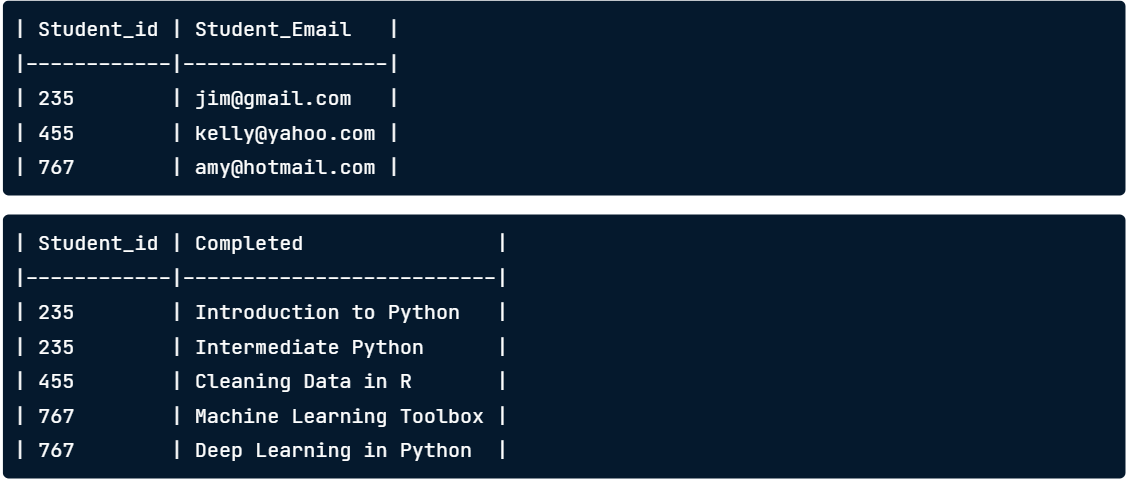 | Student_id | Student_Email   |
|------------|-----------------|
| 235        | jim@gmail.com   |
| 455        | kelly@yahoo.com |
| 767        | amy@hotmail.com |
| Student_id | Completed                |
|------------|--------------------------|
| 235        | Introduction to Python   |
| 235        | Intermediate Python      |
| 455        | Cleaning Data in R       |
| 767        | Machine Learning Toolbox |
| 767        | Deep Learning in Python  |